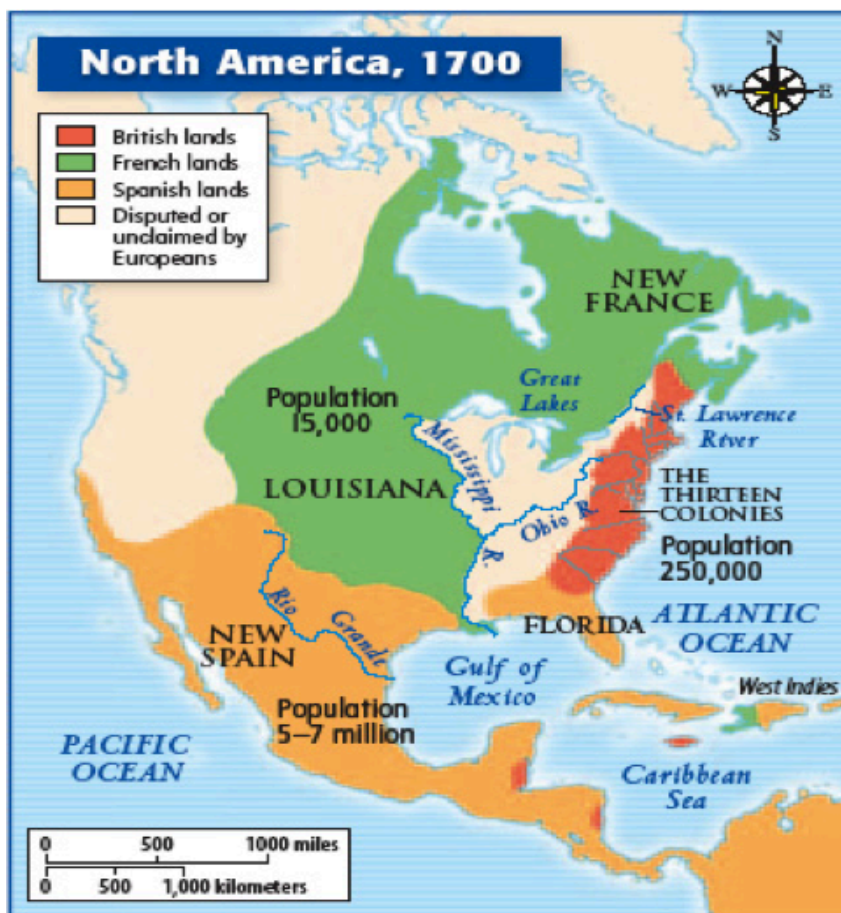 North America, 1700
N
W
E
S
British lands
French lands
Spanish lands
Disputed or
unclaimed by
Europeans
NEW
FRANCE
Great
Lakes
St. Lawrence
River
Population
15,000
Mississippi
R.
LOUISIANA
Ohio R.
THE
THIRTEEN
COLONIES
Population
250,000
Rio
Grande
NEW
SPAIN
FLORIDA
ATLANTIC
OCEAN
Gulf of
Mexico
West Indies
Population
5–7 million
PACIFIC
OCEAN
Caribbean
Sea
0 500 1000 miles
0 500 1,000 kilometers